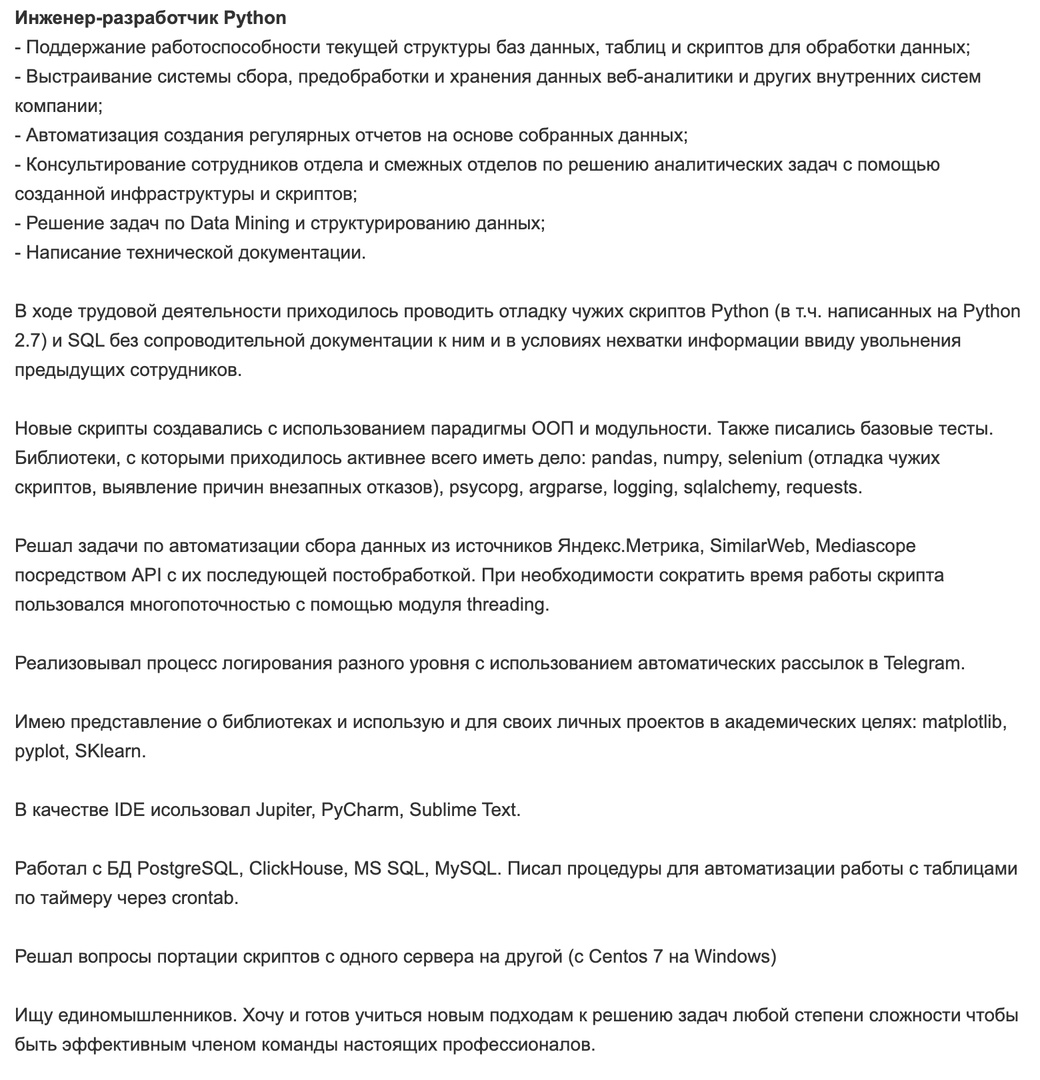 Инженер-разработчик Python
- Поддержание работоспособности текущей структуры баз данных, таблиц и скриптов для обработки данных;
- Выстраивание системы сбора, предобработки и хранения данных веб-аналитики и других внутренних систем
компании;
- Автоматизация создания регулярных отчетов на основе собранных данных;
- Консультирование сотрудников отдела и смежных отделов по решению аналитических задач с помощью
созданной инфраструктуры и скриптов;
- Решение задач по Data Mining и структурированию данных;
- Написание технической документации.
В ходе трудовой деятельности приходилось проводить отладку чужих скриптов Python (в т.ч. написанных на Python
2.7) и SQL без сопроводительной документации к ним и в условиях нехватки информации ввиду увольнения
предыдущих сотрудников.
Новые скрипты создавались с использованием парадигмы ООП и модульности. Также писались базовые тесты.
Библиотеки, с которыми приходилось активнее всего иметь дело: pandas, numpy, selenium (отладка чужих
скриптов, выявление причин внезапных отказов), psycopg, argparse, logging, sqlalchemy, requests.
Решал задачи по автоматизации сбора данных из источников Яндекс.Метрика, SimilarWeb, Mediascope
посредством API с их последующей постобработкой. При необходимости сократить время работы скрипта
пользовался многопоточностью с помощью модуля threading.
Реализовывал процесс логирования разного уровня с использованием автоматических рассылок в Telegram.
Имею представление о библиотеках и использую и для своих личных проектов в академических целях: matplotlib,
pyplot, SKlearn.
В качестве IDE исользовал Jupiter, PyCharm, Sublime Text.
Работал с БД PostgreSQL, ClickHouse, MS SQL, MySQL. Писал процедуры для автоматизации работы с таблицами
по таймеру через crontab.
Решал вопросы портации скриптов с одного сервера на другой (с Centos 7 на Windows)
Ищу единомышленников. Хочу и готов учиться новым подходам к решению задач любой степени сложности чтобы
быть эффективным членом команды настоящих профессионалов.